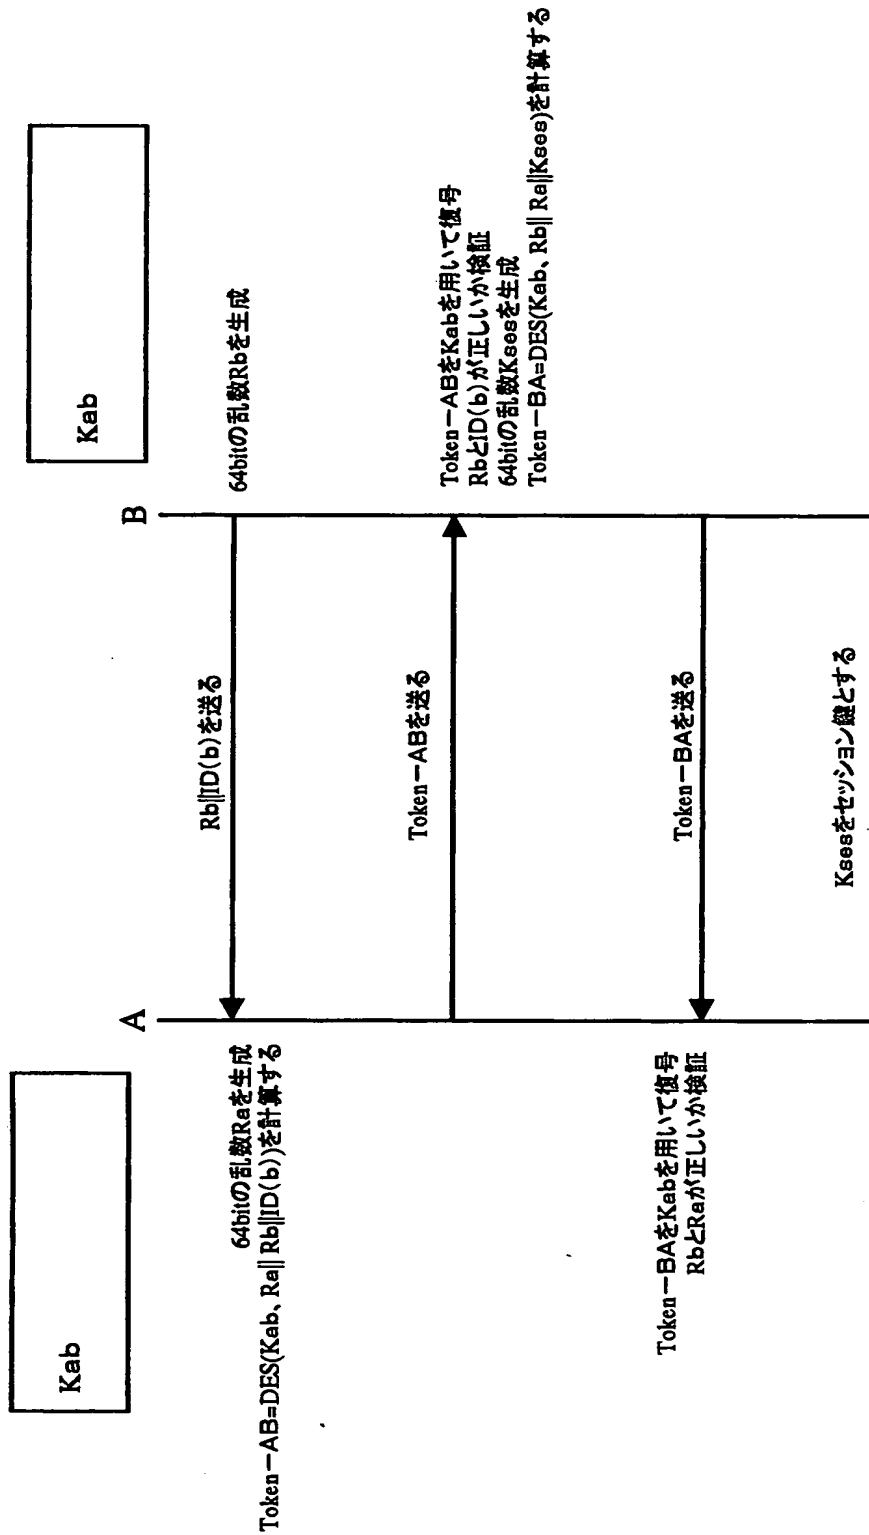 Kab
Kab
A
B
64bitの乱数Rbを生成
Rb||ID(b)を送る
64bitの乱数Raを生成
Token－AB=DES(Kab、Ra|| Rb||ID(b))を計算する
Token－ABを送る
Token－ABをKabを用いて復号
RbとID(b)が正しいか検証
64bitの乱数Ksesを生成
Token－BA=DES(Kab、Rb|| Ra||Kses)を計算する
Token－BAを送る
Token－BAをKabを用いて復号
RbとRaが正しいか検証
Ksesをセッション鍵とする